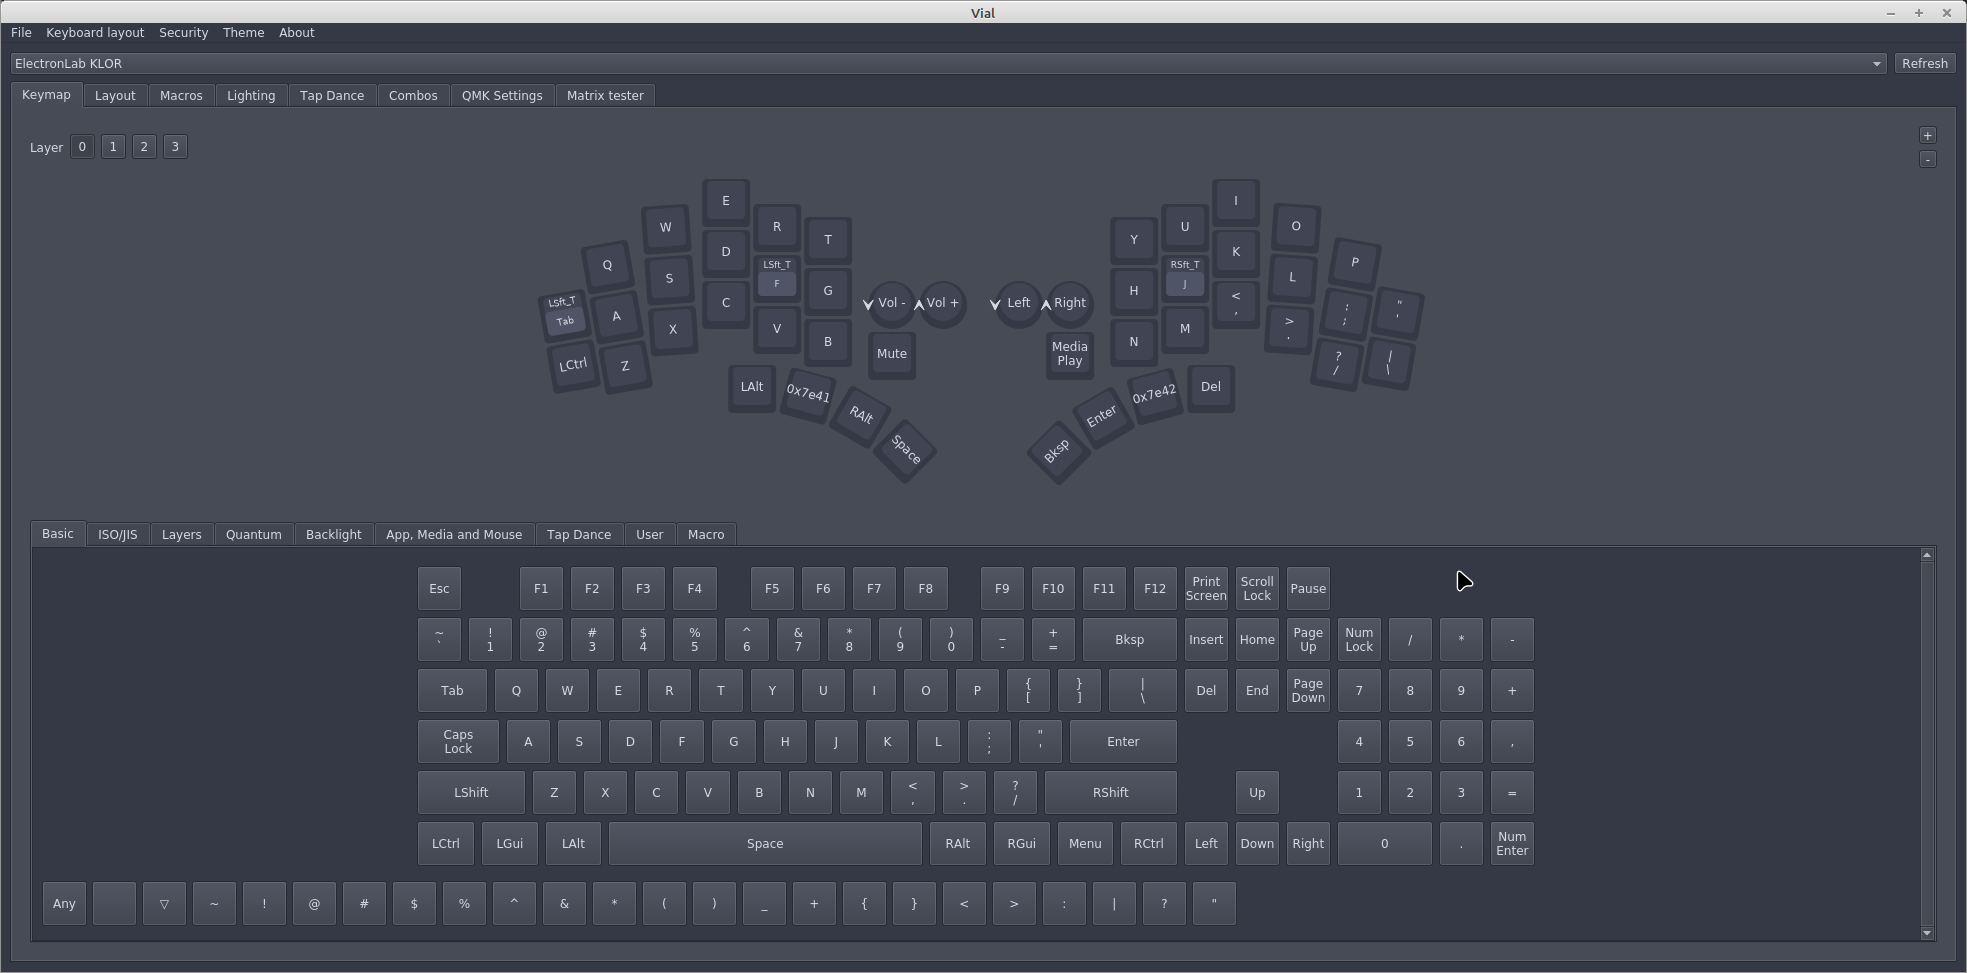 Vial
File Keyboard layout Security Theme About
ElectronLab KLOR Refresh
Keymap Layout Macros Lighting Tap Dance Combos QMK Settings Matrix tester
Layer 0 1 2 3 +
-
E I
W R U O
T Y
D K
Q P
LSft_T F G RSft_T J H
S L
LSft_T Tab A C Vol - Vol + Left Right < , > . : ; " '
X V B M N
Mute Media Play
LCtrl Z ? / | \
LAlt 0x7e41 RAlt Space Bksp Enter 0x7e42 Del
Basic ISO/JIS Layers Quantum Backlight App, Media and Mouse Tap Dance User Macro
Esc F1 F2 F3 F4 F5 F6 F7 F8 F9 F10 F11 F12 Print Screen Scroll Lock Pause
~ ` ! 1 @ 2 # 3 $ 4 % 5 ^ 6 & 7 * 8 ( 9 ) 0 _ - + = Bksp Insert Home Page Up Num Lock / * -
Tab Q W E R T Y U I O P { [ } ] | \ Del End Page Down 7 8 9 +
Caps Lock A S D F G H J K L : ; " ' Enter 4 5 6 ,
LShift Z X C V B N M < , > . ? / RShift Up 1 2 3 =
LCtrl LGui LAlt Space RAlt RGui Menu RCtrl Left Down Right 0 . Num Enter
Any ▽ ~ ! @ # $ % ^ & * ( ) _ + { } < > : | ? "